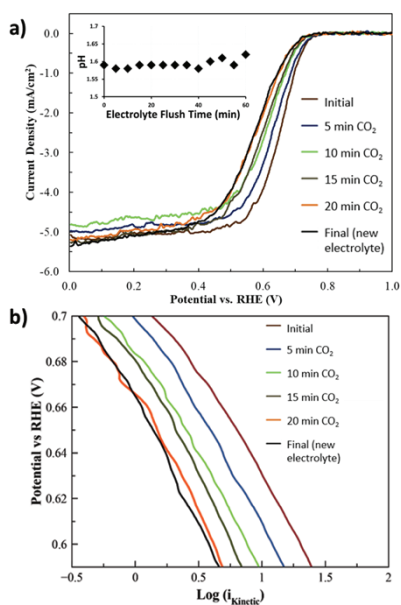 a)
0.0
-1.0
-2.0
-3.0
-4.0
-5.0
-6.0
Current Density (mA/cm²)
0.0 0.2 0.4 0.6 0.8 1.0
Potential vs. RHE (V)
1.7
1.6
1.5
pH
0 20 40 60
Electrolyte Flush Time (min)
Initial
5 min CO₂
10 min CO₂
15 min CO₂
20 min CO₂
Final (new
electrolyte)
b)
0.7
0.68
0.66
0.64
0.62
0.6
Potential vs RHE (V)
-0.5 0 0.5 1 1.5 2
Log (i_Kinetic)
Initial
5 min CO₂
10 min CO₂
15 min CO₂
20 min CO₂
Final (new
electrolyte)